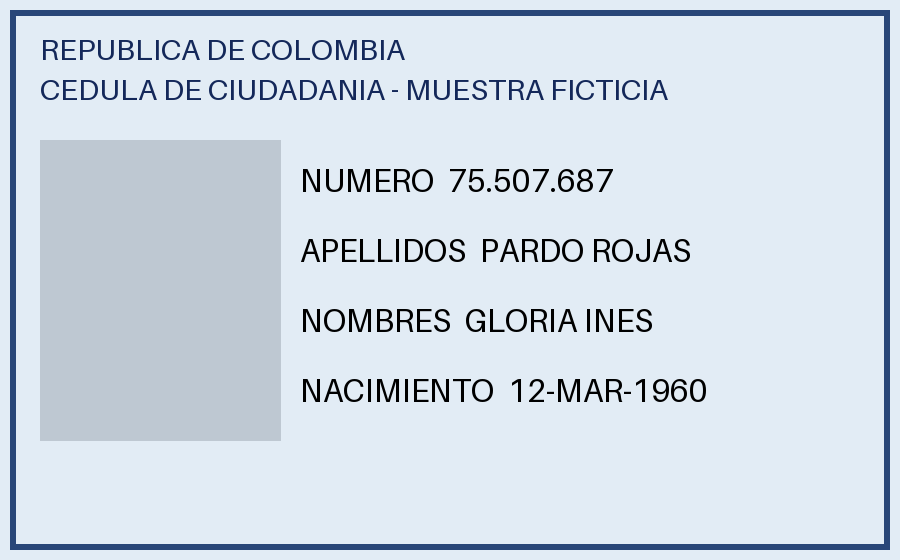 REPUBLICA DE COLOMBIA
CEDULA DE CIUDADANIA - MUESTRA FICTICIA
NUMERO 75.507.687
APELLIDOS PARDO ROJAS
NOMBRES GLORIA INES
NACIMIENTO 12-MAR-1960